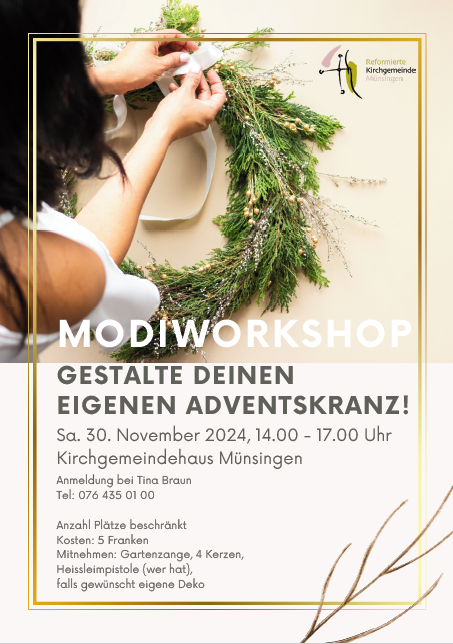 Reformierte
Kirchgemeinde
Münsingen
MODIWORKSHOP
GESTALTE DEINEN
EIGENEN ADVENTSKRANZ!
Sa. 30. November 2024, 14.00 - 17.00 Uhr
Kirchgemeindehaus Münsingen
Anmeldung bei Tina Braun
Tel: 076 435 01 00
Anzahl Plätze beschränkt
Kosten: 5 Franken
Mitnehmen: Gartenzange, 4 Kerzen,
Heissleimpistole (wer hat),
falls gewünscht eigene Deko